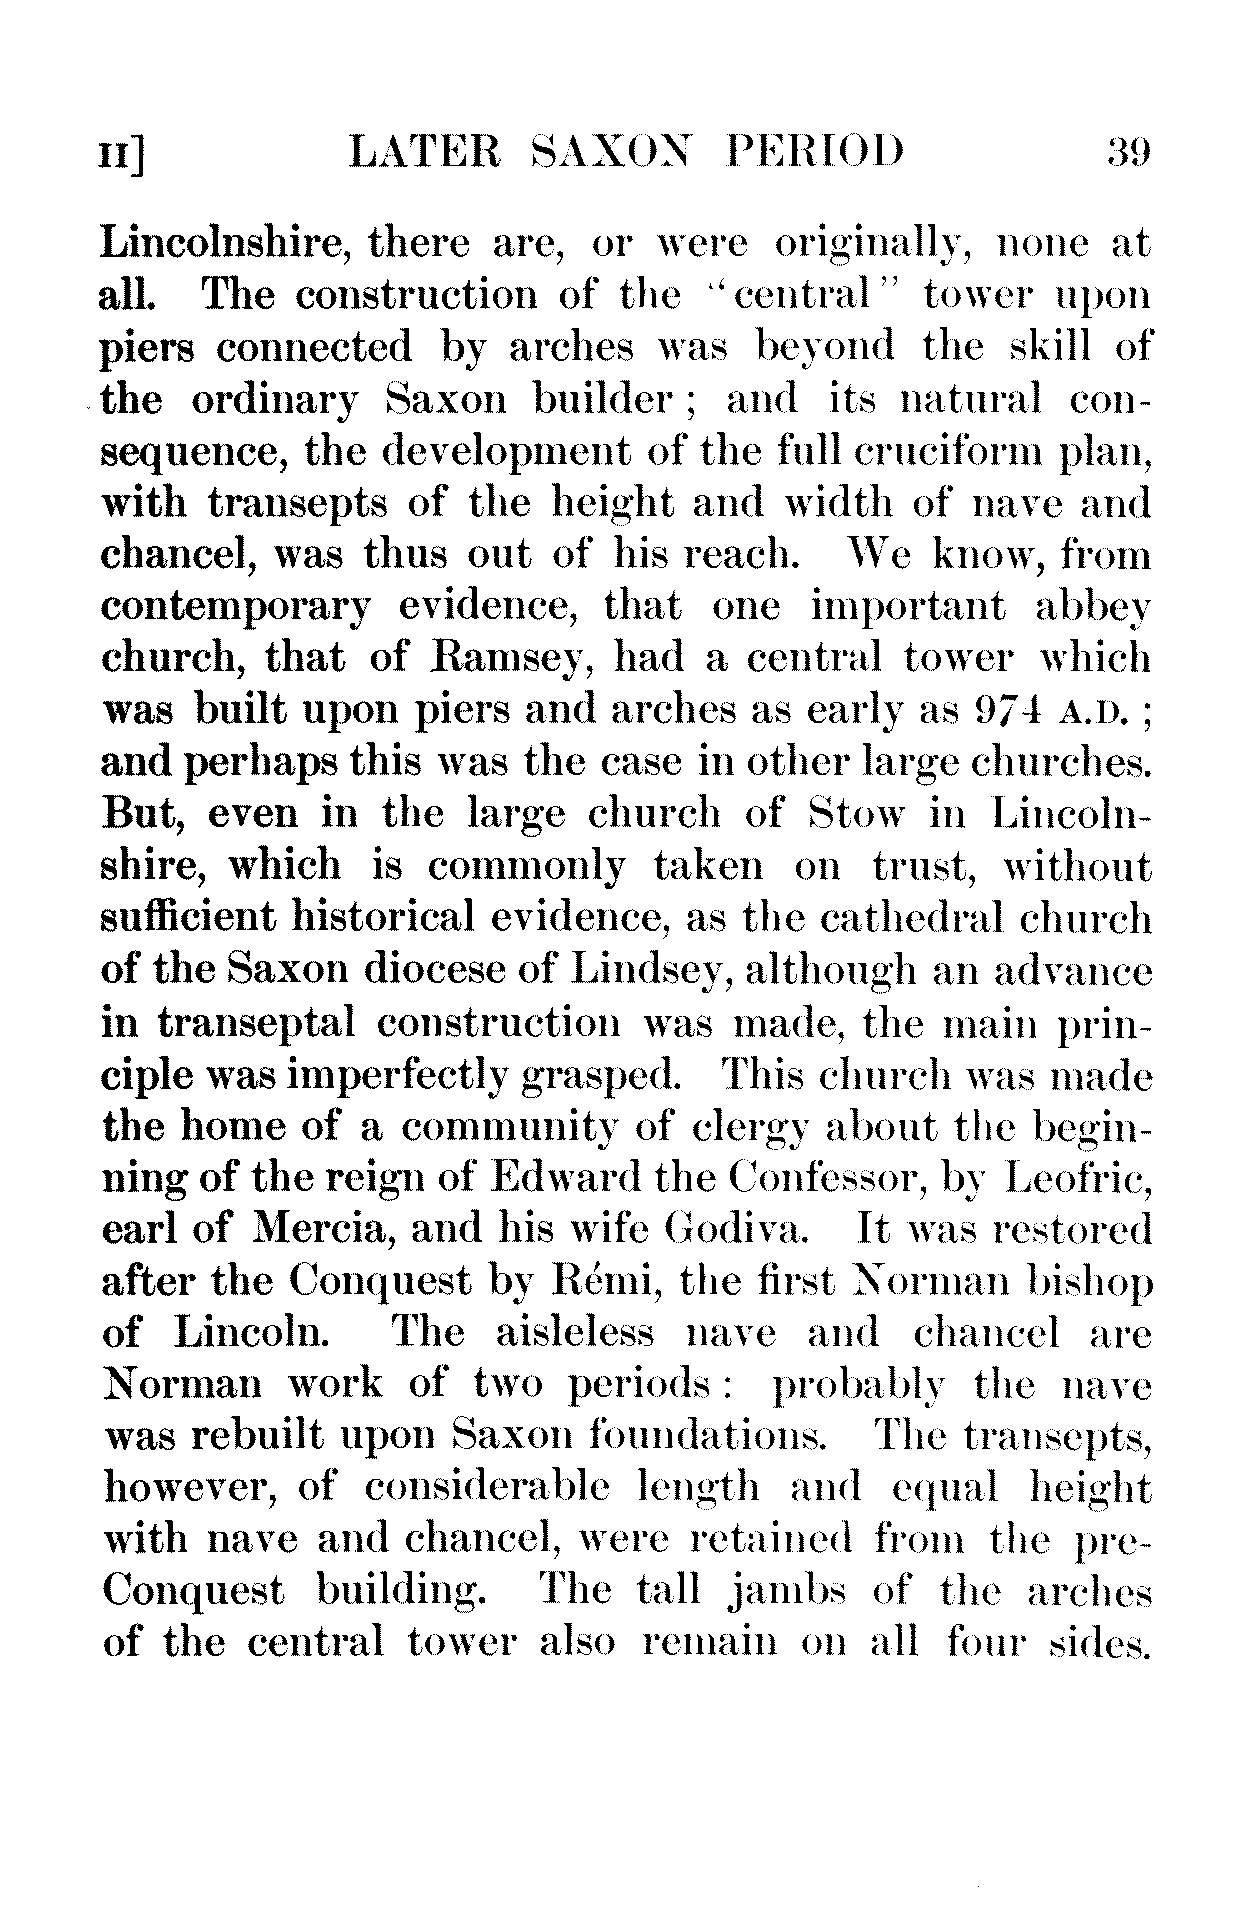 II] LATER SAXON PERIOD 39
Lincolnshire, there are, or were originally, none at
all. The construction of the "central" tower upon
piers connected by arches was beyond the skill of
the ordinary Saxon builder; and its natural con-
sequence, the development of the full cruciform plan,
with transepts of the height and width of nave and
chancel, was thus out of his reach. We know, from
contemporary evidence, that one important abbey
church, that of Ramsey, had a central tower which
was built upon piers and arches as early as 974 A.D.;
and perhaps this was the case in other large churches.
But, even in the large church of Stow in Lincoln-
shire, which is commonly taken on trust, without
sufficient historical evidence, as the cathedral church
of the Saxon diocese of Lindsey, although an advance
in transeptal construction was made, the main prin-
ciple was imperfectly grasped. This church was made
the home of a community of clergy about the begin-
ning of the reign of Edward the Confessor, by Leofric,
earl of Mercia, and his wife Godiva. It was restored
after the Conquest by Rémi, the first Norman bishop
of Lincoln. The aisleless nave and chancel are
Norman work of two periods: probably the nave
was rebuilt upon Saxon foundations. The transepts,
however, of considerable length and equal height
with nave and chancel, were retained from the pre-
Conquest building. The tall jambs of the arches
of the central tower also remain on all four sides.